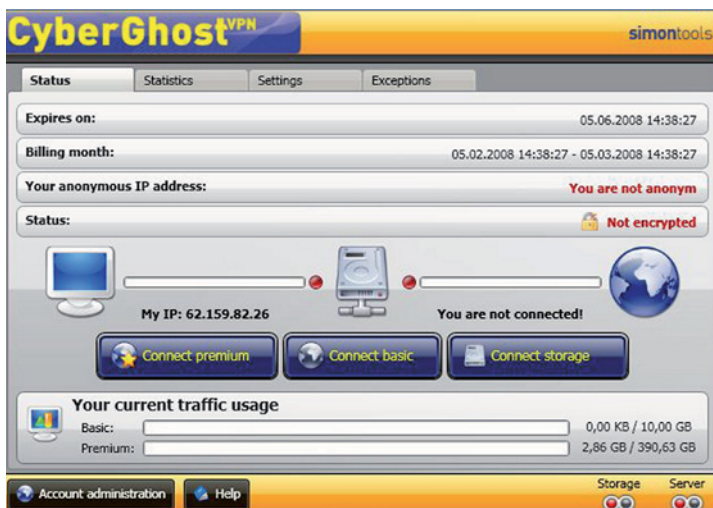 CyberGhost VPN
simontools
Status Statistics Settings Exceptions
Expires on: 05.06.2008 14:38:27
Billing month: 05.02.2008 14:38:27 - 05.03.2008 14:38:27
Your anonymous IP address: You are not anonym
Status: Not encrypted
My IP: 62.159.82.26 You are not connected!
Connect premium Connect basic Connect storage
Your current traffic usage
Basic: 0,00 KB / 10,00 GB
Premium: 2,86 GB / 390,63 GB
Storage Server
Account administration Help